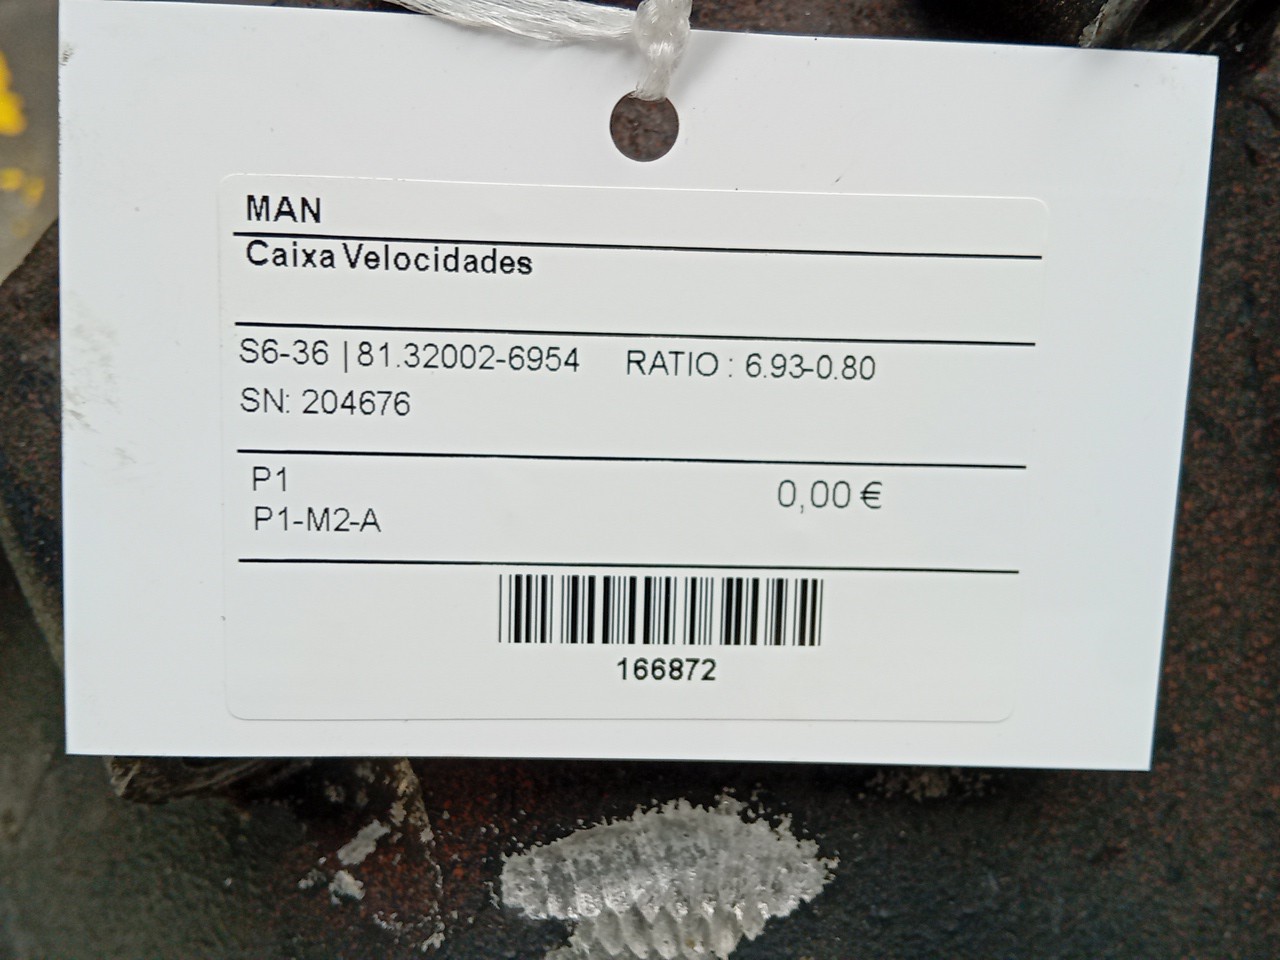 MAN
Caixa Velocidades
S6-36 | 81.32002-6954 RATIO : 6.93-0.80
SN: 204676
P1 0,00 €
P1-M2-A
166872